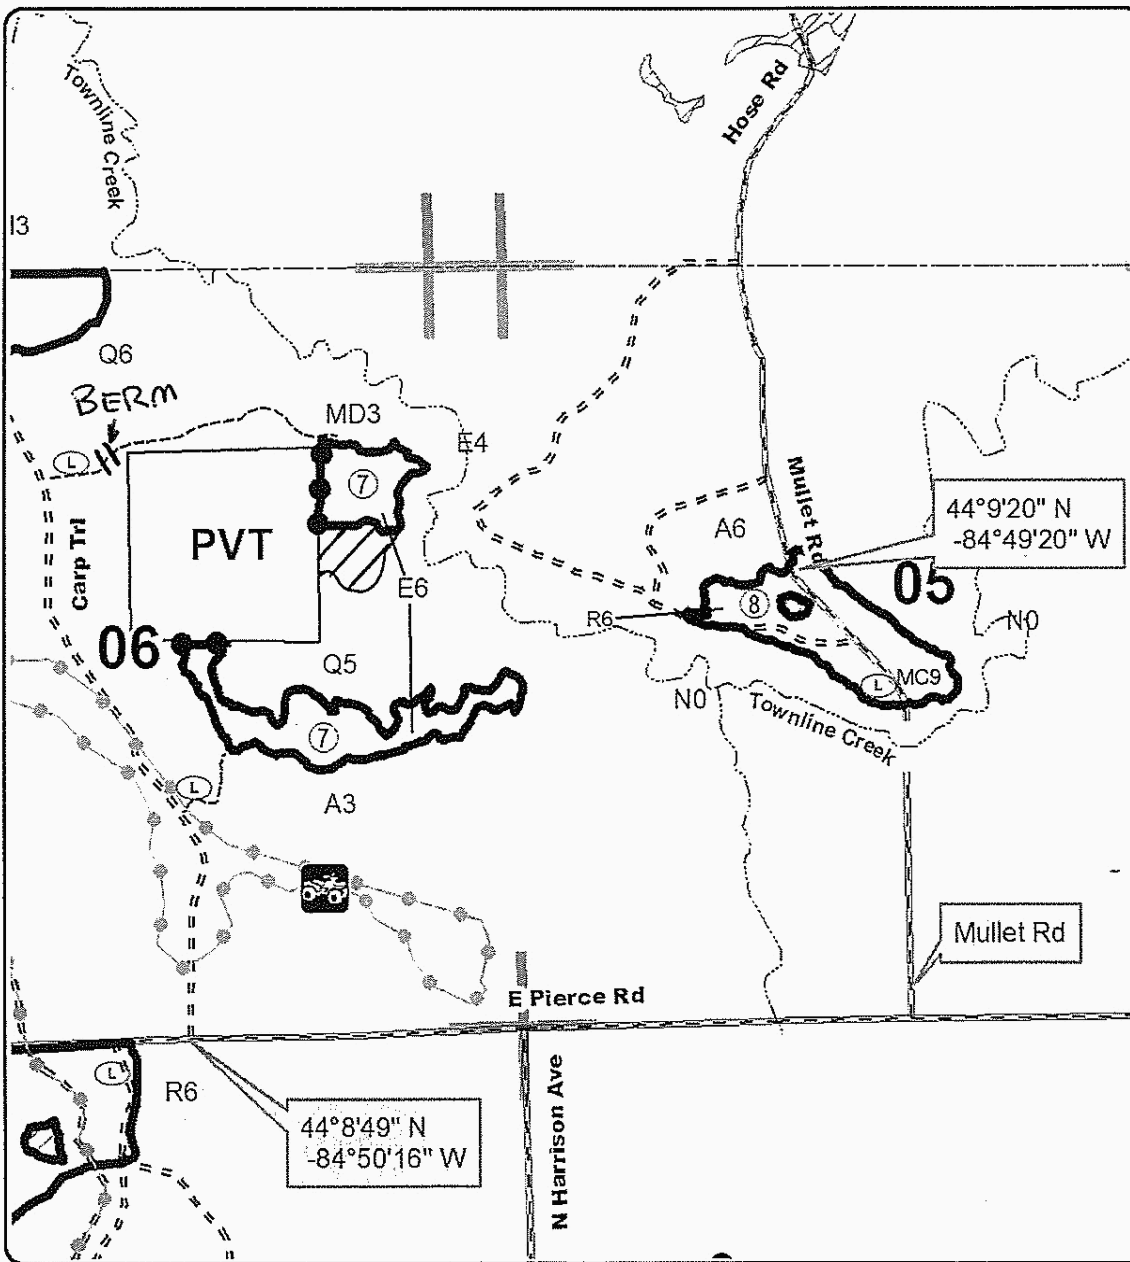 Townline Creek
Hose Rd
I3
Q6
BERM
MD3
E4
L
7
Mullet Rd
44°9'20" N
-84°49'20" W
A6
PVT
Carp Trl
E6
05
8
R6
N0
06
Q5
MC9
L
N0
7
Townline Creek
L
A3
Mullet Rd
E Pierce Rd
L
R6
N Harrison Ave
44°8'49" N
-84°50'16" W